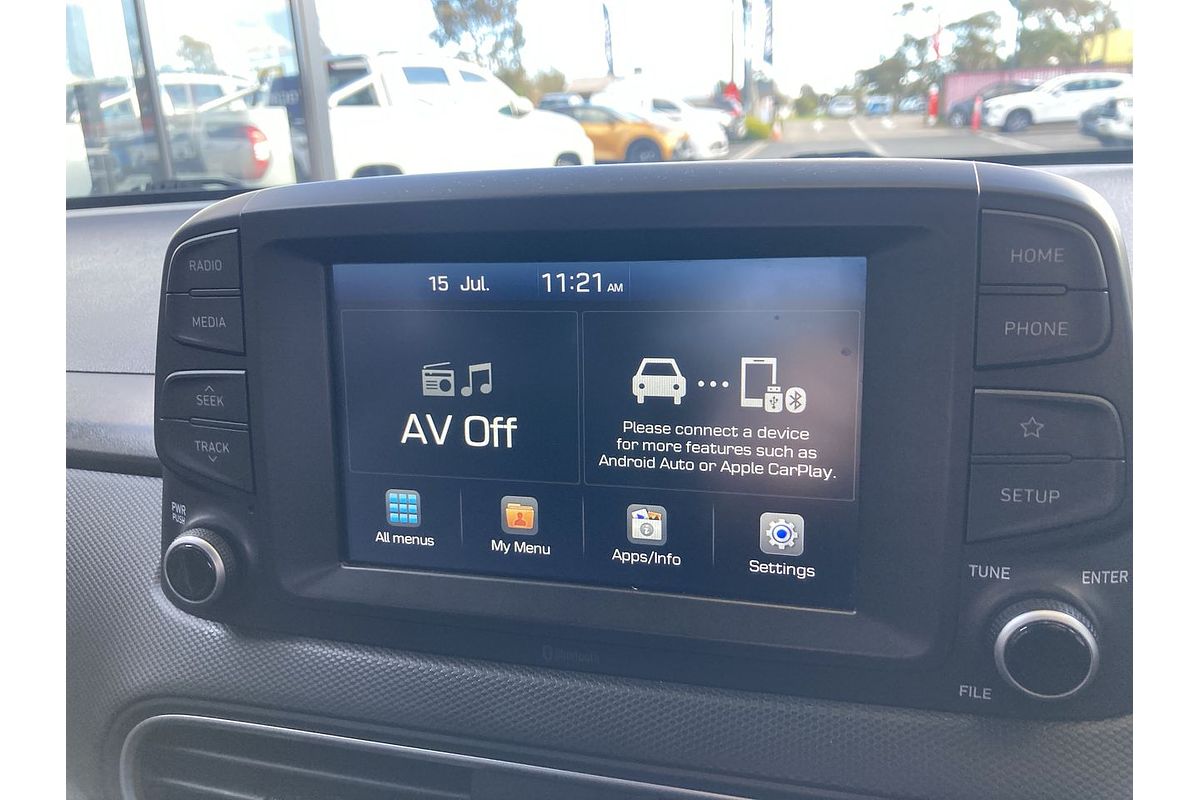 RADIO
MEDIA
SEEK
TRACK
PWR
PUSH
15 Jul. 11:21 AM
AV Off
Please connect a device
for more features such as
Android Auto or Apple CarPlay.
All menus
My Menu
Apps/Info
Settings
HOME
PHONE
SETUP
TUNE
ENTER
FILE
Bluetooth